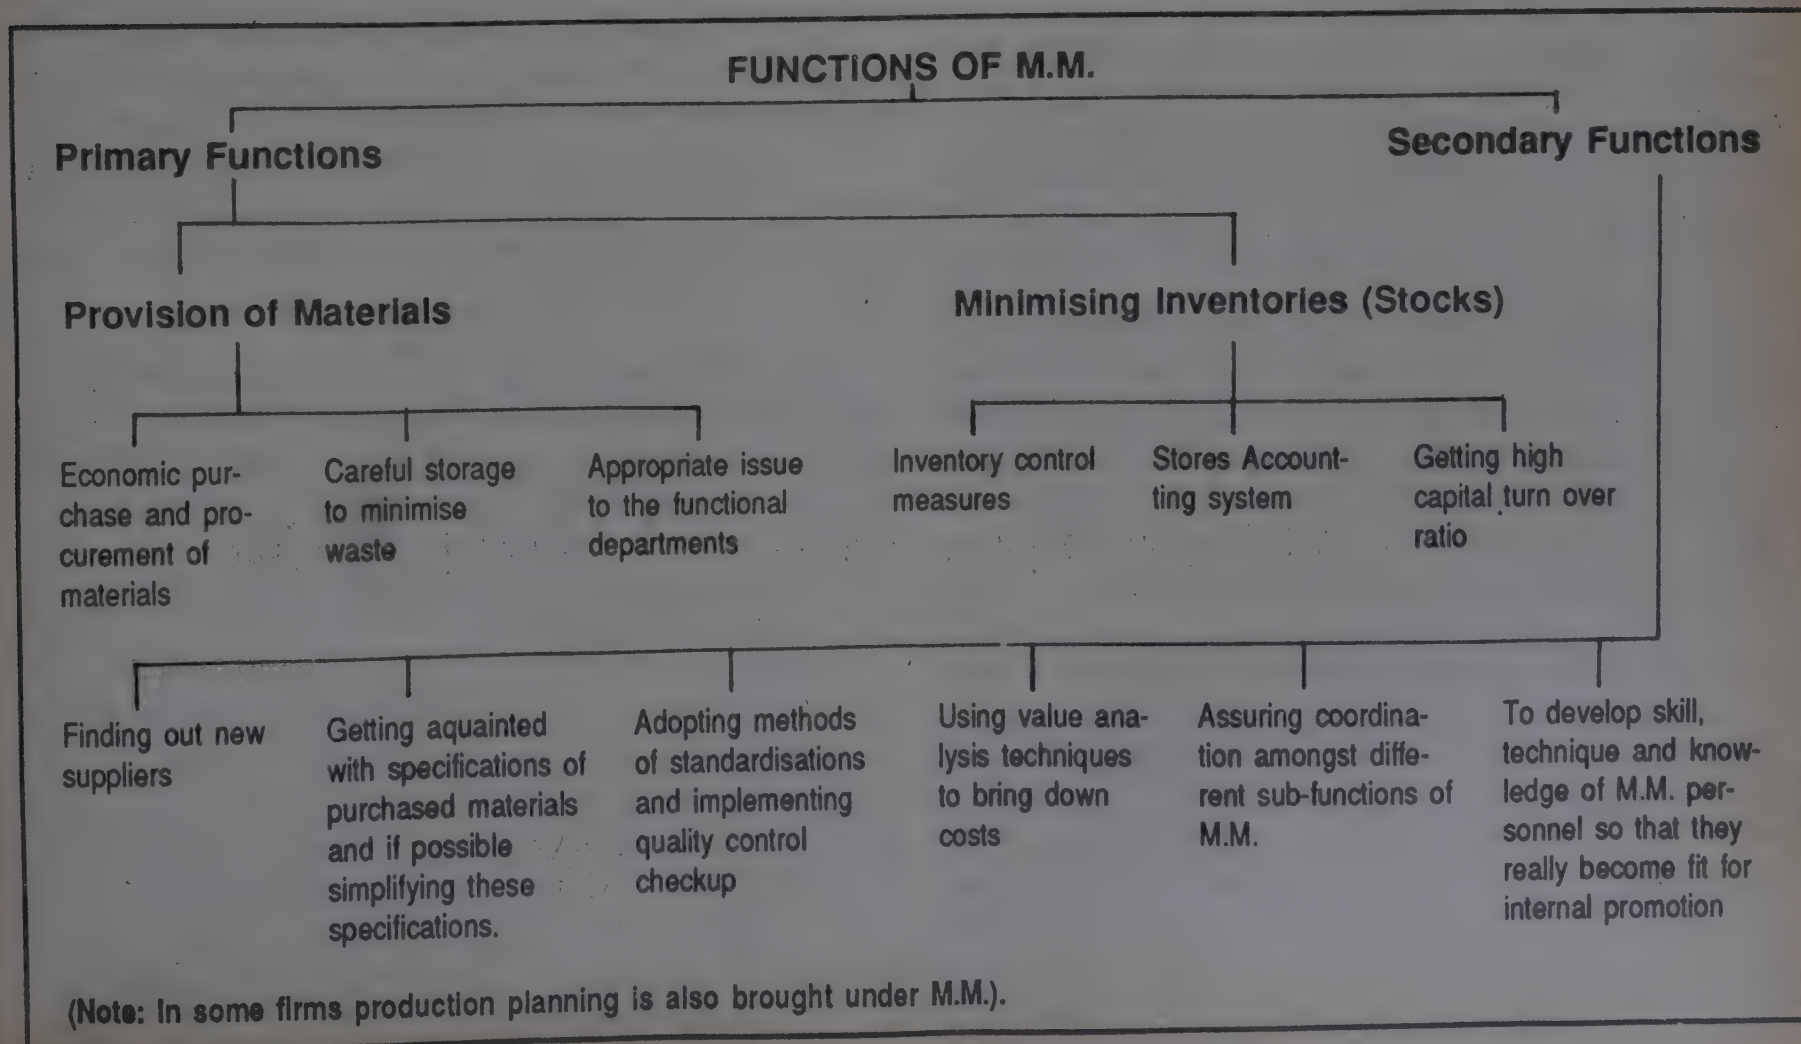 FUNCTIONS OF M.M.
Primary Functions
Secondary Functions
Provision of Materials
Minimising Inventories (Stocks)
Economic pur-
chase and pro-
curement of
materials
Careful storage
to minimise
waste
Appropriate issue
to the functional
departments
Inventory control
measures
Stores Account-
ting system
Getting high
capital turn over
ratio
Finding out new
suppliers
Getting aquainted
with specifications of
purchased materials
and if possible
simplifying these
specifications.
Adopting methods
of standardisations
and implementing
quality control
checkup
Using value ana-
lysis techniques
to bring down
costs
Assuring coordina-
tion amongst diffe-
rent sub-functions of
M.M.
To develop skill,
technique and know-
ledge of M.M. per-
sonnel so that they
really become fit for
internal promotion
(Note: In some firms production planning is also brought under M.M.).